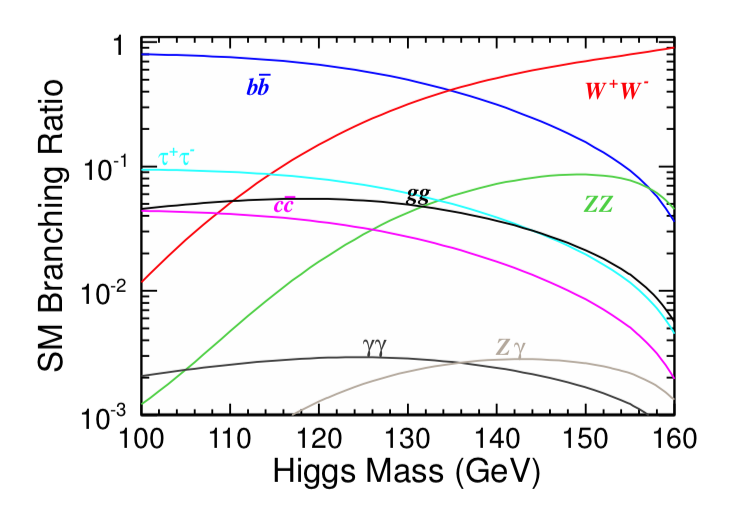 SM Branching Ratio
1
10⁻¹
10⁻²
10⁻³
bb̅
W⁺W⁻
τ⁺τ⁻
gg
cc̅
ZZ
γγ
Zγ
100 110 120 130 140 150 160
Higgs Mass (GeV)